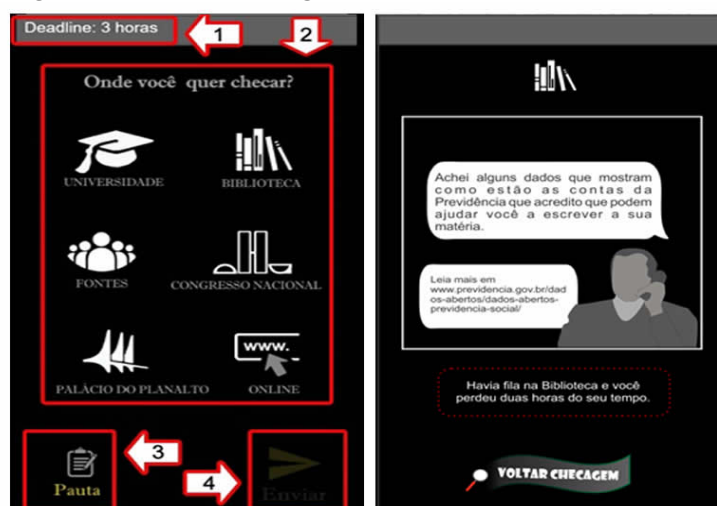 Deadline: 3 horas
1
2
Onde você quer checar?
UNIVERSIDADE
BIBLIOTECA
FONTES
CONGRESSO NACIONAL
www.
PALÁCIO DO PLANALTO
ONLINE
3
4
Pauta
Enviar
Achei alguns dados que mostram
como estão as contas da
Previdência que acredito que podem
ajudar você a escrever a sua
matéria.
Leia mais em
www.previdencia.gov.br/dad
os-abertos/dados-abertos-
previdencia-social/
Havia fila na Biblioteca e você
perdeu duas horas do seu tempo.
VOLTAR CHECAGEM